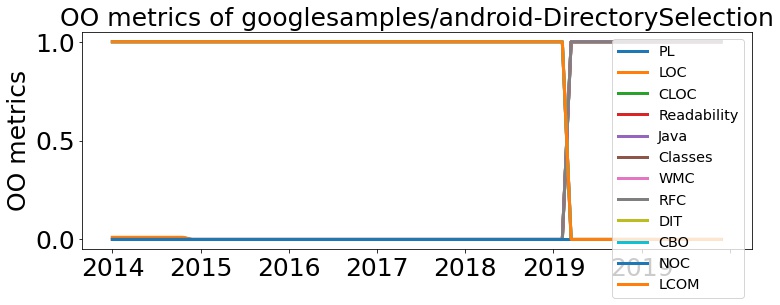 OO metrics of googlesamples/android-DirectorySelection
OO metrics
1.0
0.5
0.0
2014 2015 2016 2017 2018 2019 2019
PL
LOC
CLOC
Readability
Java
Classes
WMC
RFC
DIT
CBO
NOC
LCOM